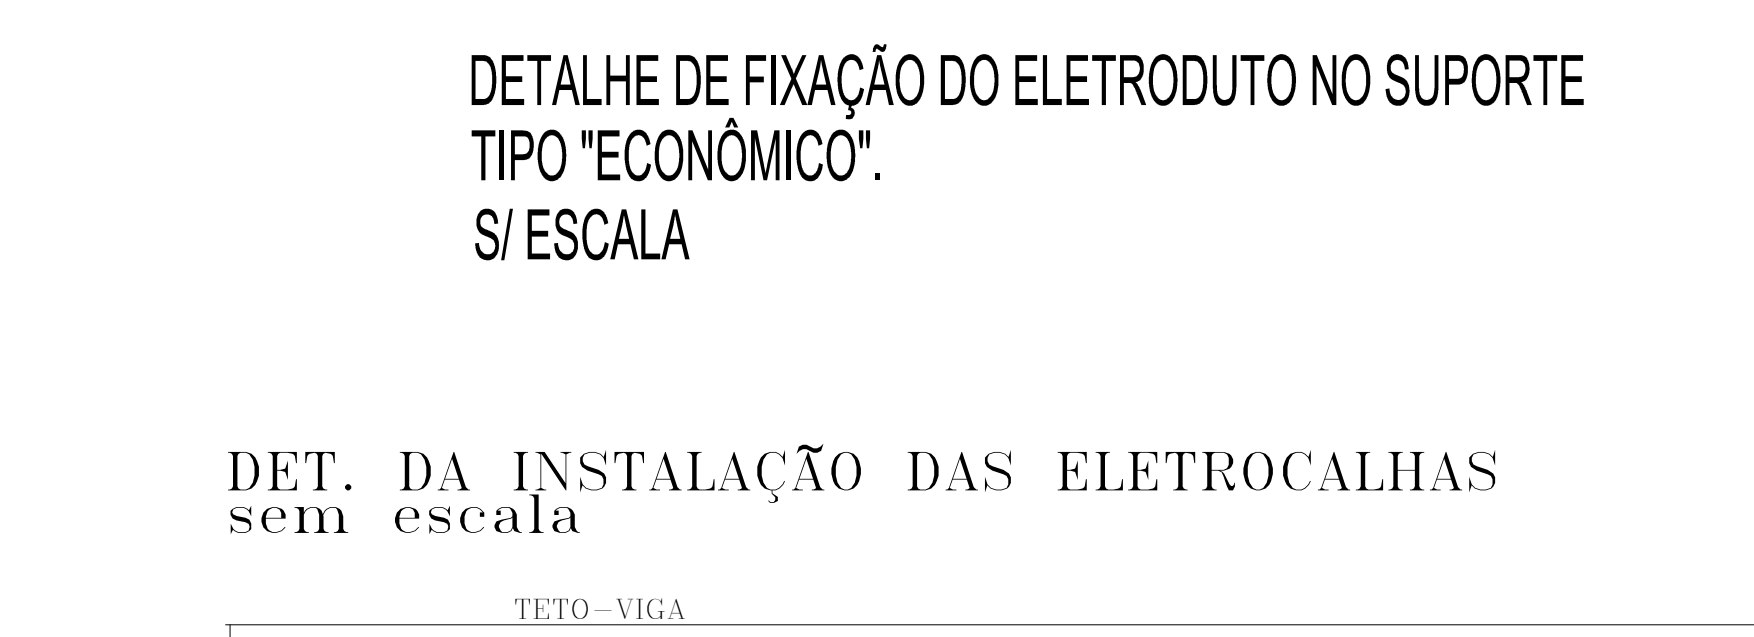 DETALHE DE FIXAÇÃO DO ELETRODUTO NO SUPORTE
TIPO "ECONÔMICO".
S/ ESCALA
DET. DA INSTALAÇÃO DAS ELETROCALHAS
sem escala
TETO-VIGA